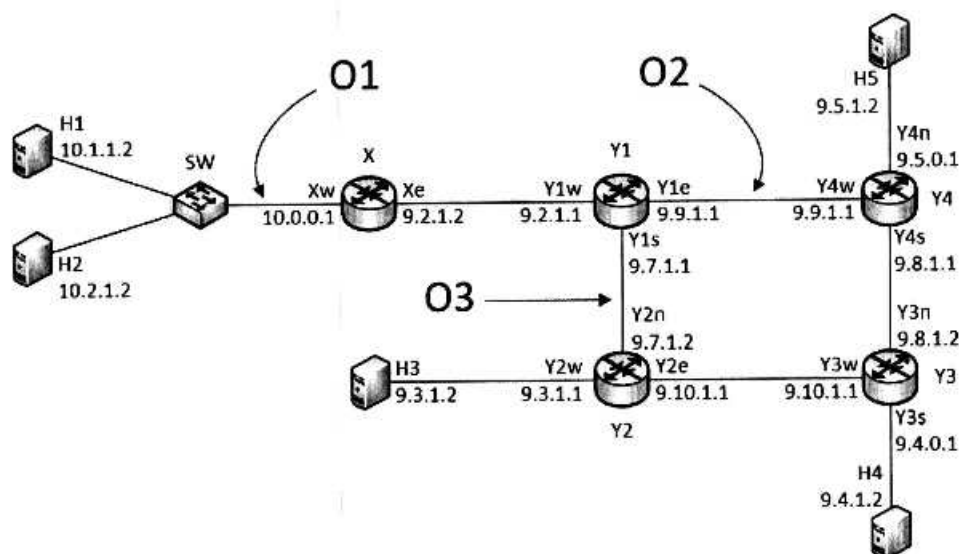 O1
O2
H5
9.5.1.2
H1
10.1.1.2
SW
X
Y1
Y4n
9.5.0.1
Xw
Xe
Y1w
Y1e
Y4w
Y4
10.0.0.1
9.2.1.2
9.2.1.1
9.9.1.1
9.9.1.1
H2
10.2.1.2
Y1s
9.7.1.1
Y4s
9.8.1.1
O3
Y2n
9.7.1.2
Y3n
9.8.1.2
H3
9.3.1.2
Y2w
9.3.1.1
Y2e
9.10.1.1
Y3w
9.10.1.1
Y3
Y2
Y3s
9.4.0.1
H4
9.4.1.2